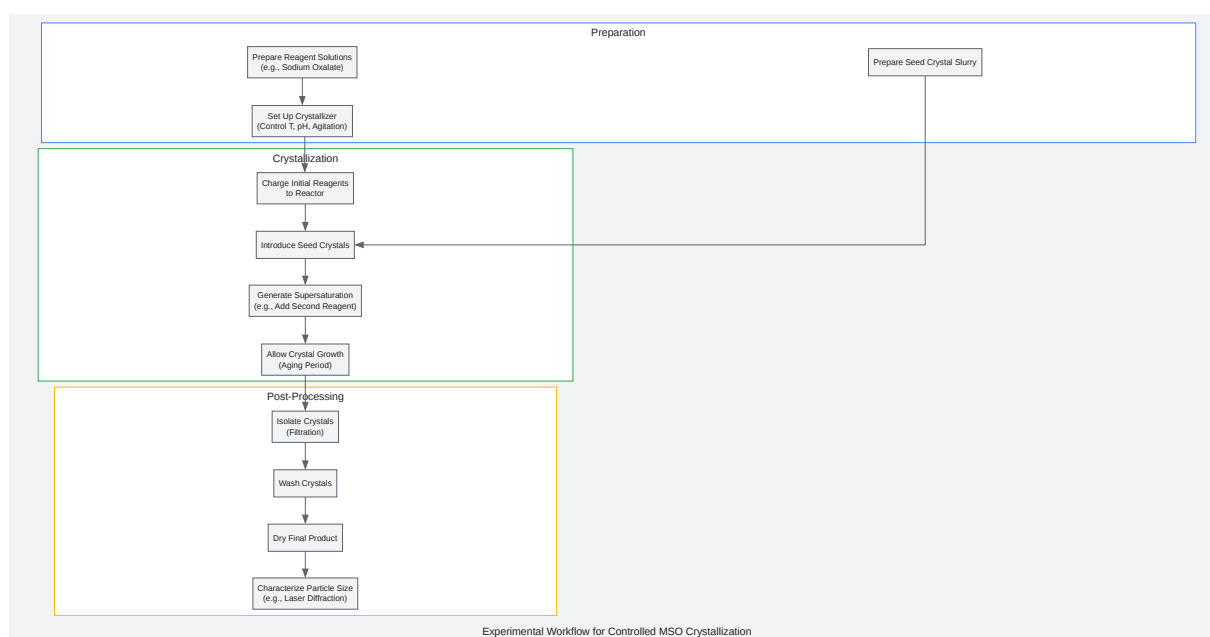 Preparation
Prepare Reagent Solutions
(e.g., Sodium Oxalate)
Prepare Seed Crystal Slurry
Set Up Crystallizer
(Control T, pH, Agitation)
Crystallization
Charge Initial Reagents
to Reactor
Introduce Seed Crystals
Generate Supersaturation
(e.g., Add Second Reagent)
Allow Crystal Growth
(Aging Period)
Post-Processing
Isolate Crystals
(Filtration)
Wash Crystals
Dry Final Product
Characterize Particle Size
(e.g., Laser Diffraction)
Experimental Workflow for Controlled MSO Crystallization